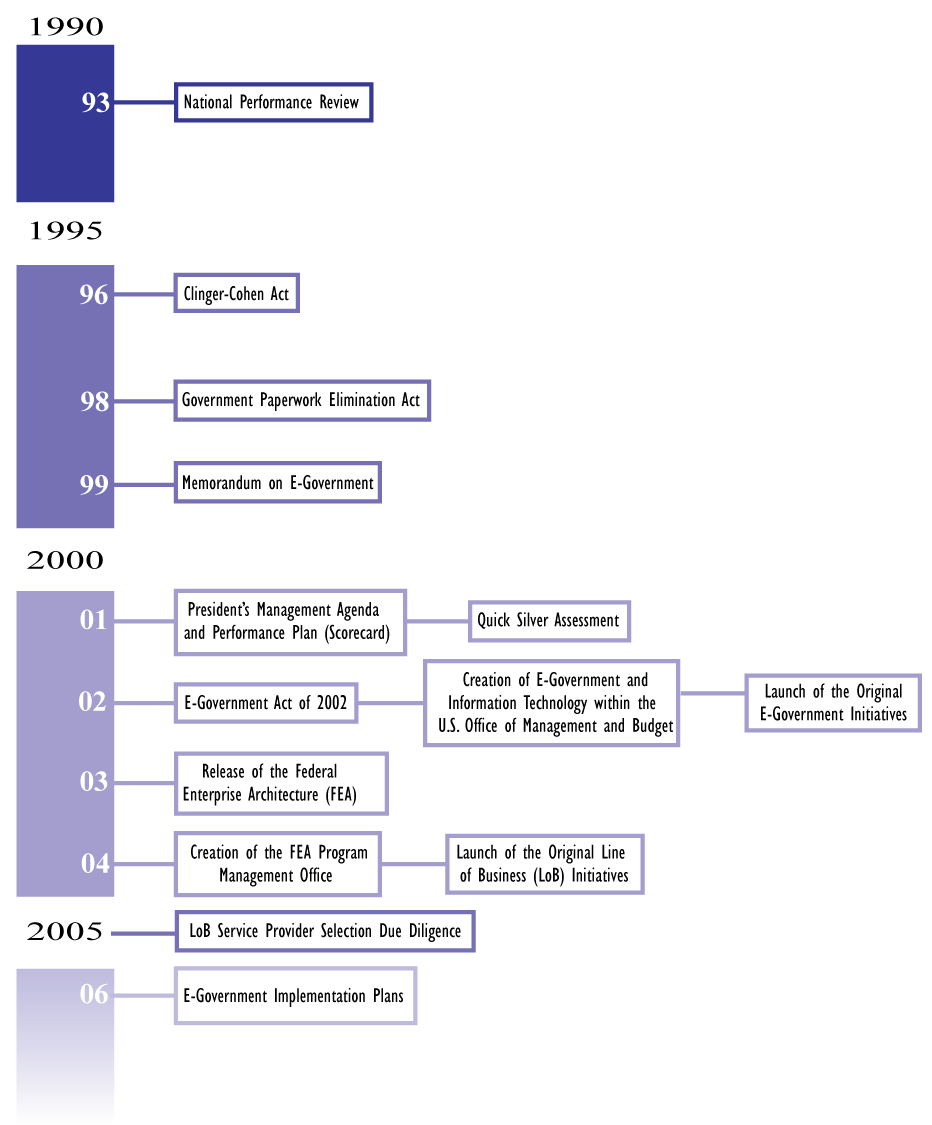 1990
93
National Performance Review
1995
96
Clinger-Cohen Act
98
Government Paperwork Elimination Act
99
Memorandum on E-Government
2000
01
President’s Management Agenda
and Performance Plan (Scorecard)
Quick Silver Assessment
02
E-Government Act of 2002
Creation of E-Government and
Information Technology within the
U.S. Office of Management and Budget
Launch of the Original
E-Government Initiatives
03
Release of the Federal
Enterprise Architecture (FEA)
04
Creation of the FEA Program
Management Office
Launch of the Original Line
of Business (LoB) Initiatives
2005
LoB Service Provider Selection Due Diligence
06
E-Government Implementation Plans